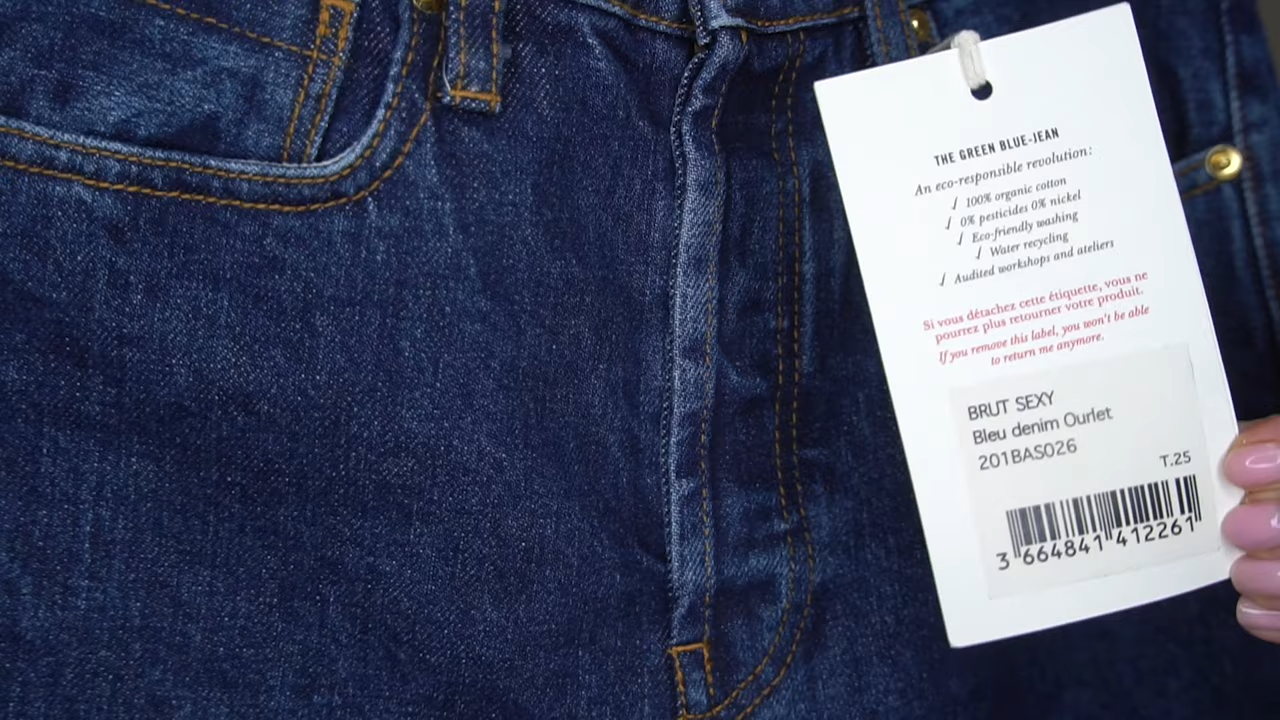 THE GREEN BLUE-JEAN
An eco-responsible revolution:
√ 100% organic cotton
√ 0% pesticides 0% nickel
√ Eco-friendly washing
√ Water recycling
√ Audited workshops and ateliers
Si vous détachez cette étiquette, vous ne
pourrez plus retourner votre produit.
If you remove this label, you won't be able
to return me anymore.
BRUT SEXY
Bleu denim Ourlet
201BAS026
T.25
3 664841 412261